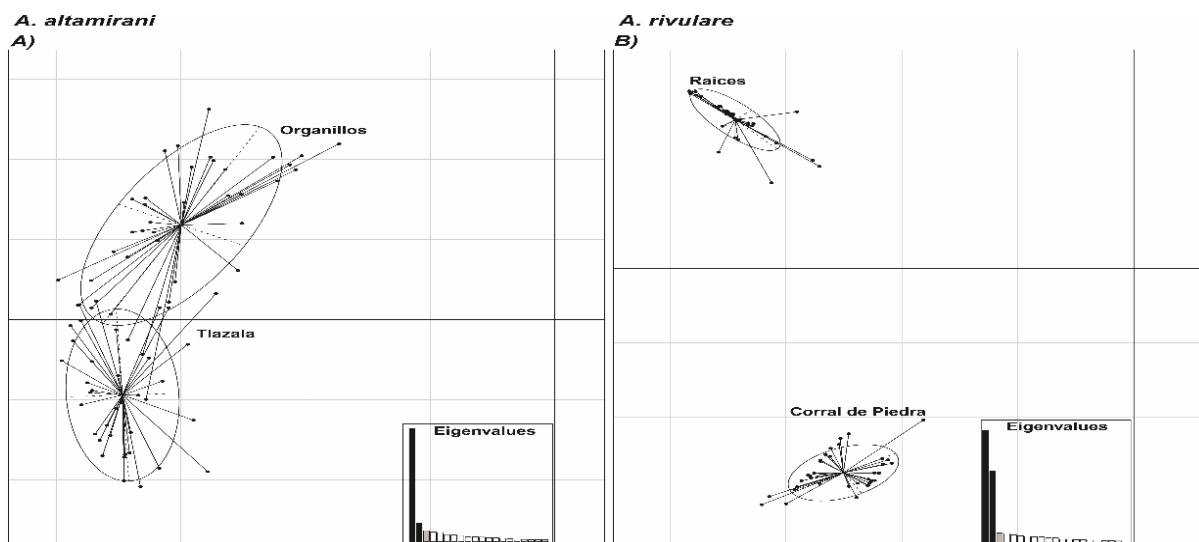 A. altamirani
A)
Organillos
Tlazala
Eigenvalues
A. rivulare
B)
Raices
Corral de Piedra
Eigenvalues